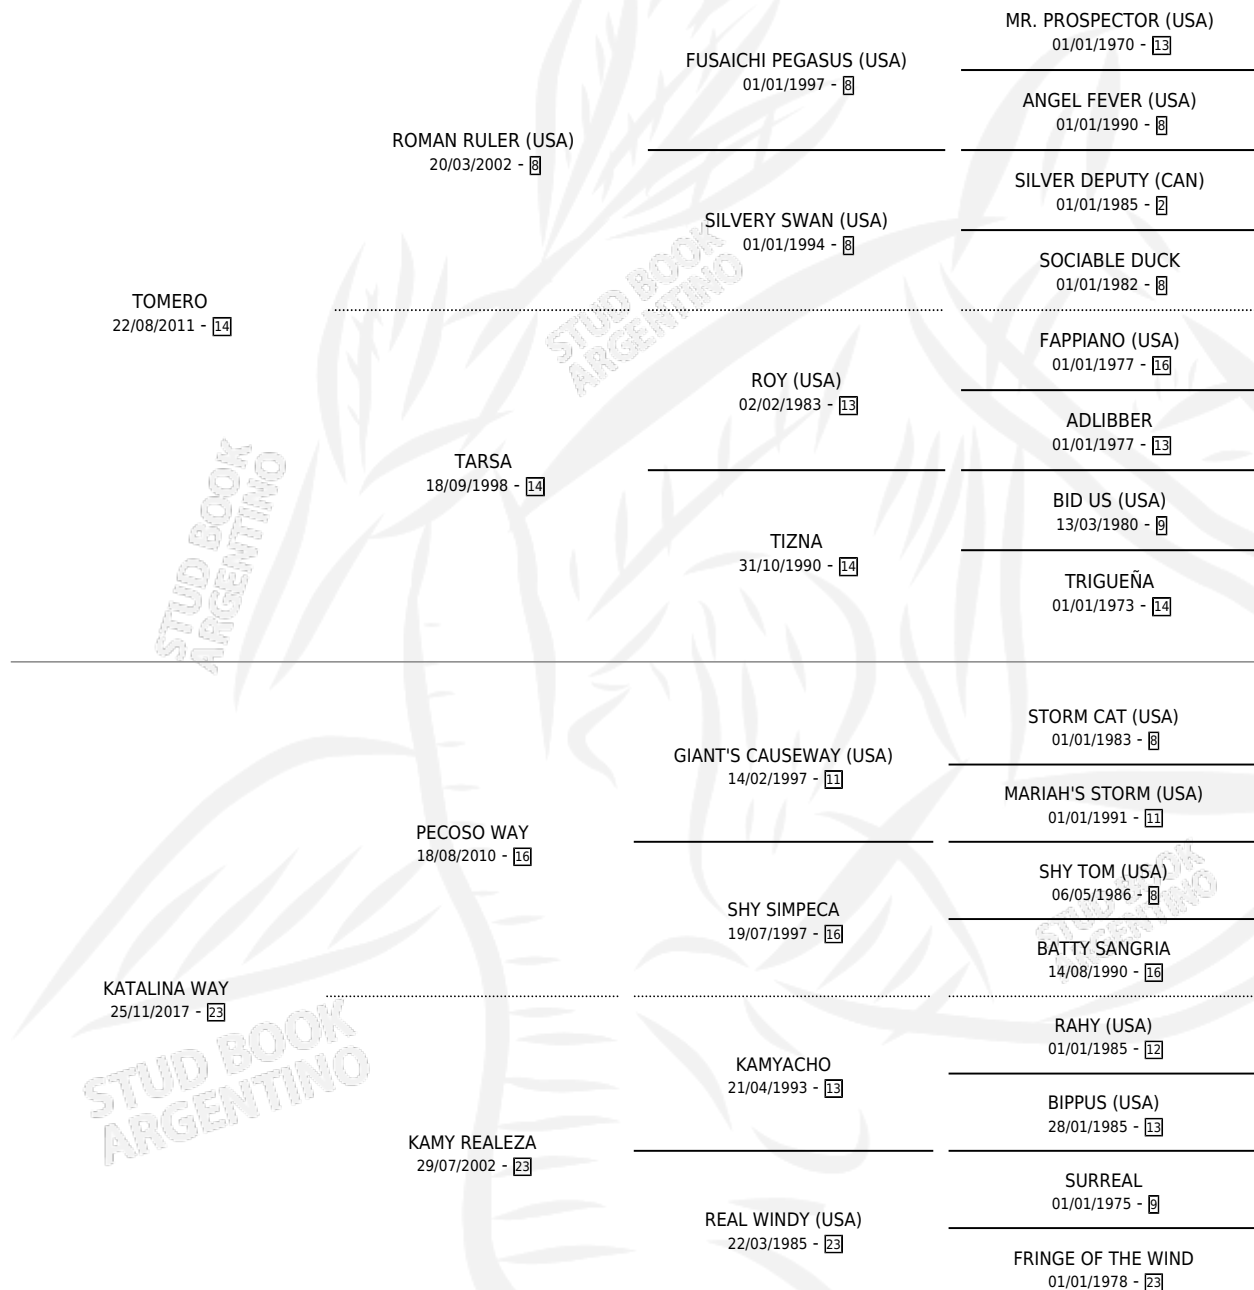 MR. PROSPECTOR (USA)
01/01/1970 - 13
FUSAICHI PEGASUS (USA)
01/01/1997 - 8
ANGEL FEVER (USA)
01/01/1990 - 8
ROMAN RULER (USA)
20/03/2002 - 8
SILVER DEPUTY (CAN)
01/01/1985 - 2
SILVERY SWAN (USA)
01/01/1994 - 8
SOCIABLE DUCK
01/01/1982 - 8
STUD BOOK
ARGENTINO
TOMERO
22/08/2011 - 14
FAPPIANO (USA)
01/01/1977 - 16
ROY (USA)
02/02/1983 - 13
ADLIBBER
01/01/1977 - 13
TARSA
18/09/1998 - 14
BID US (USA)
13/03/1980 - 9
TIZNA
31/10/1990 - 14
TRIGUEÑA
01/01/1973 - 14
STUD BOOK
ARGENTINO
STORM CAT (USA)
01/01/1983 - 8
GIANT'S CAUSEWAY (USA)
14/02/1997 - 11
MARIAH'S STORM (USA)
01/01/1991 - 11
PECOSO WAY
18/08/2010 - 16
SHY TOM (USA)
06/05/1986 - 8
SHY SIMPECA
19/07/1997 - 16
BATTY SANGRIA
14/08/1990 - 16
STUD BOOK
ARGENTINO
KATALINA WAY
25/11/2017 - 23
RAHY (USA)
01/01/1985 - 12
KAMYACHO
21/04/1993 - 13
BIPPUS (USA)
28/01/1985 - 13
STUD BOOK
ARGENTINO
KAMY REALEZA
29/07/2002 - 23
SURREAL
01/01/1975 - 9
REAL WINDY (USA)
22/03/1985 - 23
FRINGE OF THE WIND
01/01/1978 - 23